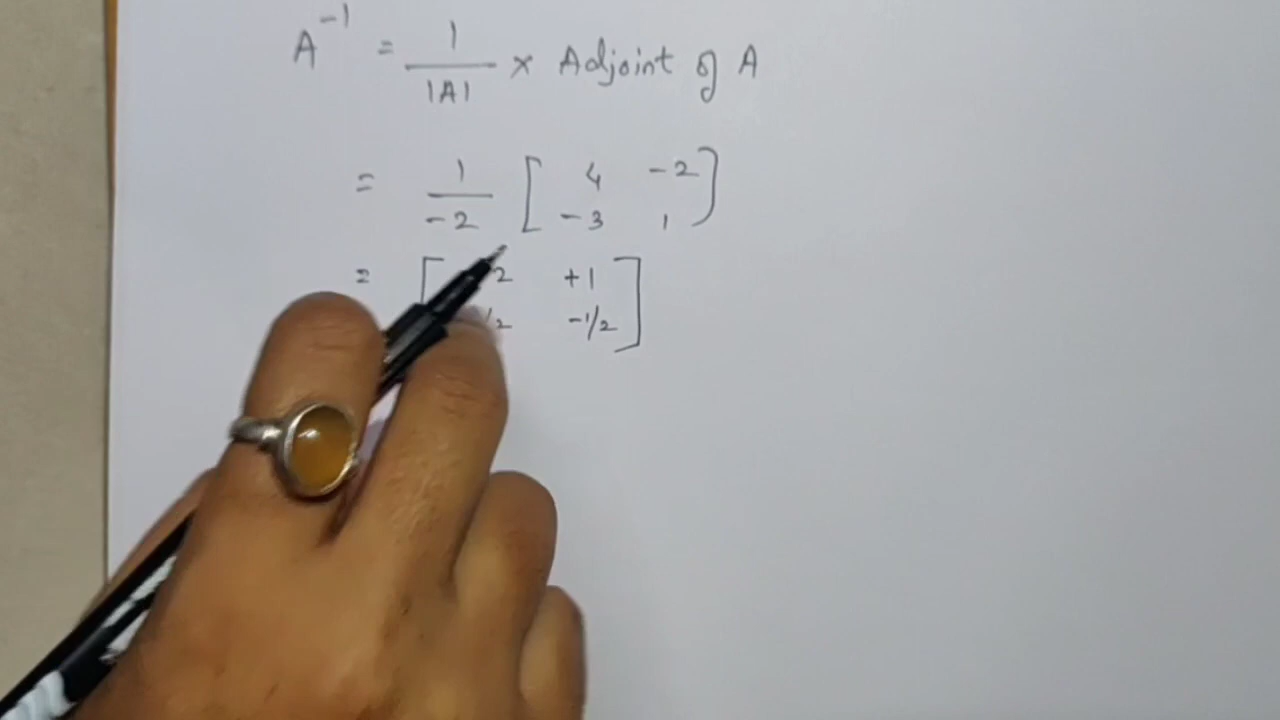 A⁻¹ = 1/|A| × Adjoint of A
= 1/-2 [ 4 -2
-3 1 ]
= [ 2 +1
/2 -1/2 ]